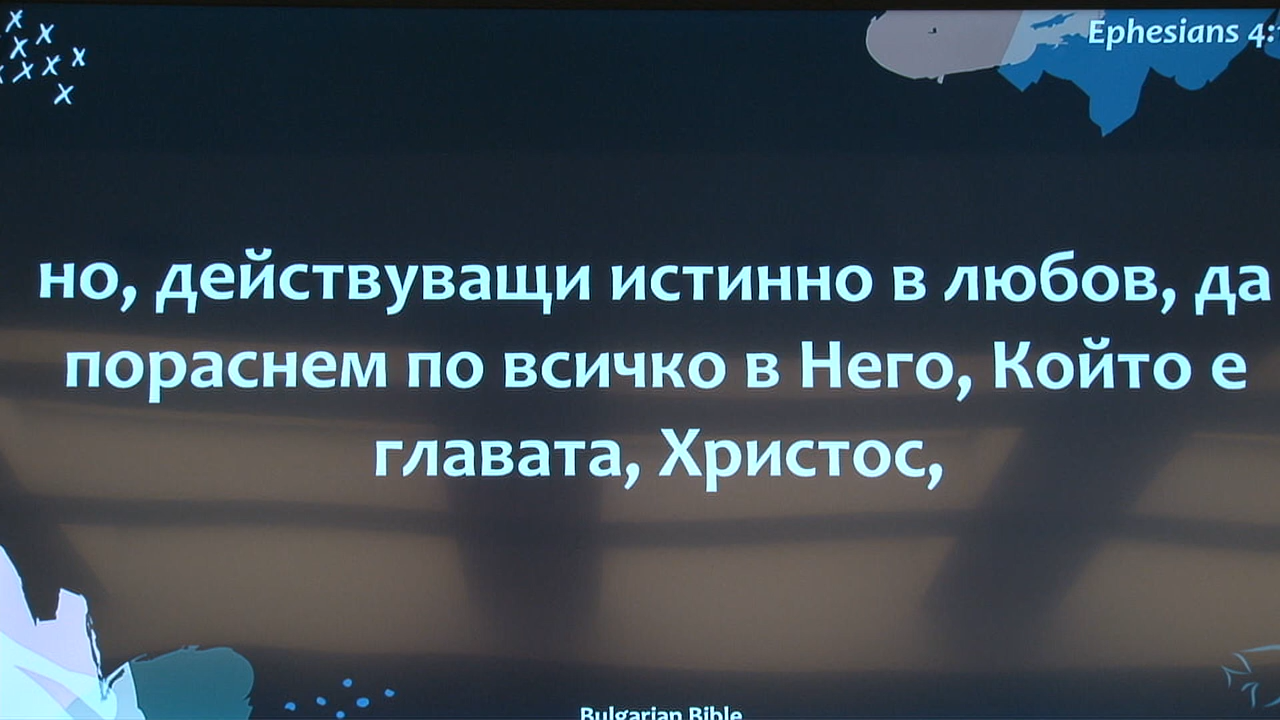 Ephesians 4:
но, действуващи истинно в любов, да
пораснем по всичко в Него, Който е
главата, Христос,
Bulgarian Bible